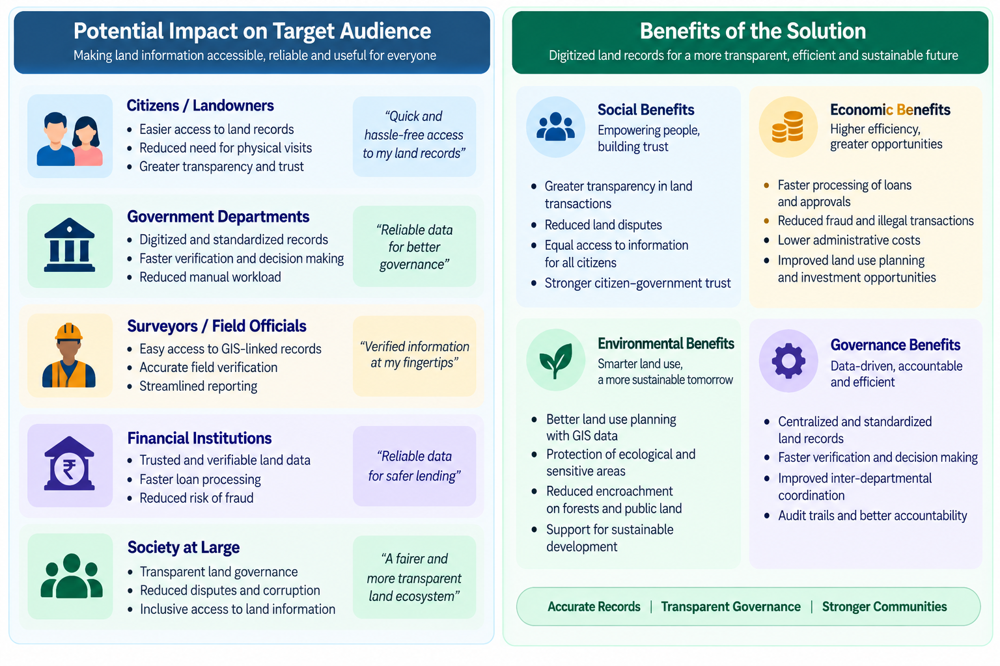 Potential Impact on Target Audience
Making land information accessible, reliable and useful for everyone
Citizens / Landowners
• Easier access to land records
• Reduced need for physical visits
• Greater transparency and trust
“Quick and
hassle-free access
to my land records”
Government Departments
• Digitized and standardized records
• Faster verification and decision making
• Reduced manual workload
“Reliable data
for better
governance”
Surveyors / Field Officials
• Easy access to GIS-linked records
• Accurate field verification
• Streamlined reporting
“Verified information
at my fingertips”
₹
Financial Institutions
• Trusted and verifiable land data
• Faster loan processing
• Reduced risk of fraud
“Reliable data
for safer lending”
Society at Large
• Transparent land governance
• Reduced disputes and corruption
• Inclusive access to land information
“A fairer and
more transparent
land ecosystem”
Benefits of the Solution
Digitized land records for a more transparent, efficient and sustainable future
Social Benefits
Empowering people,
building trust
• Greater transparency in land
transactions
• Reduced land disputes
• Equal access to information
for all citizens
• Stronger citizen–government trust
Economic Benefits
Higher efficiency,
greater opportunities
• Faster processing of loans
and approvals
• Reduced fraud and illegal transactions
• Lower administrative costs
• Improved land use planning
and investment opportunities
Environmental Benefits
Smarter land use,
a more sustainable tomorrow
• Better land use planning
with GIS data
• Protection of ecological and
sensitive areas
• Reduced encroachment
on forests and public land
• Support for sustainable
development
Governance Benefits
Data-driven, accountable
and efficient
• Centralized and standardized
land records
• Faster verification and decision making
• Improved inter-departmental
coordination
• Audit trails and better accountability
Accurate Records | Transparent Governance | Stronger Communities